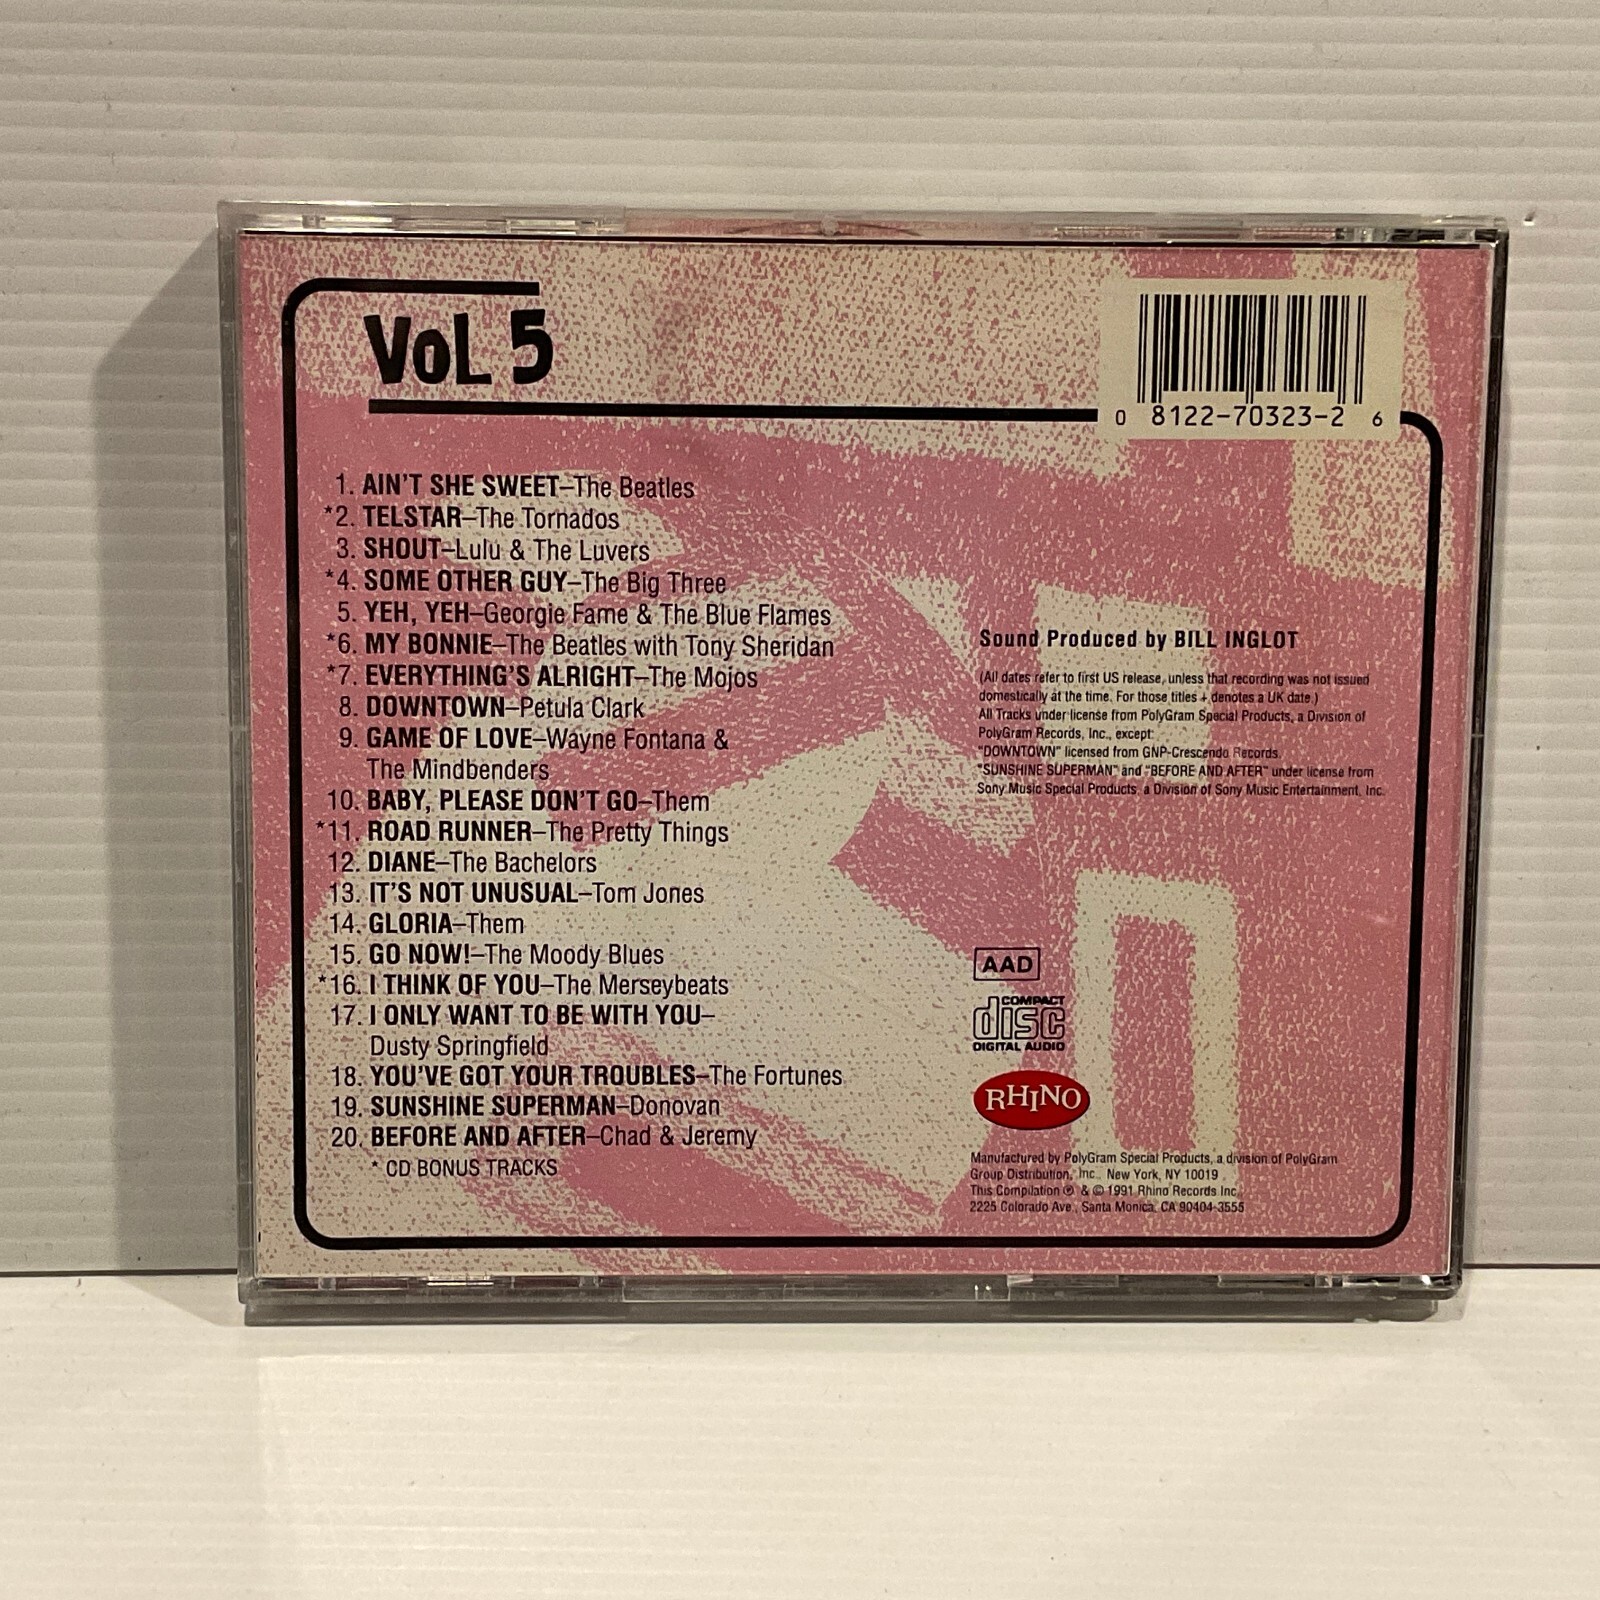 VOL 5
0 8122-70323-2 6
1. AIN'T SHE SWEET–The Beatles
*2. TELSTAR–The Tornados
3. SHOUT–Lulu & The Luvers
*4. SOME OTHER GUY–The Big Three
5. YEH, YEH–Georgie Fame & The Blue Flames
*6. MY BONNIE–The Beatles with Tony Sheridan
*7. EVERYTHING'S ALRIGHT–The Mojos
8. DOWNTOWN–Petula Clark
9. GAME OF LOVE–Wayne Fontana &
The Mindbenders
10. BABY, PLEASE DON'T GO–Them
*11. ROAD RUNNER–The Pretty Things
12. DIANE–The Bachelors
13. IT'S NOT UNUSUAL–Tom Jones
14. GLORIA–Them
15. GO NOW!–The Moody Blues
*16. I THINK OF YOU–The Merseybeats
17. I ONLY WANT TO BE WITH YOU–
Dusty Springfield
18. YOU'VE GOT YOUR TROUBLES–The Fortunes
19. SUNSHINE SUPERMAN–Donovan
20. BEFORE AND AFTER–Chad & Jeremy
* CD BONUS TRACKS
Sound Produced by BILL INGLOT
(All dates refer to first US release, unless that recording was not issued
domestically at the time. For those titles + denotes a UK date.)
All Tracks under license from PolyGram Special Products, a Division of
PolyGram Records, Inc., except:
"DOWNTOWN" licensed from GNP-Crescendo Records.
"SUNSHINE SUPERMAN" and "BEFORE AND AFTER" under license from
Sony Music Special Products, a Division of Sony Music Entertainment, Inc.
AAD
COMPACT
disc
DIGITAL AUDIO
RHINO
Manufactured by PolyGram Special Products, a division of PolyGram
Group Distribution, Inc., New York, NY 10019
This Compilation ℗ & © 1991 Rhino Records Inc.
2225 Colorado Ave., Santa Monica, CA 90404-3555